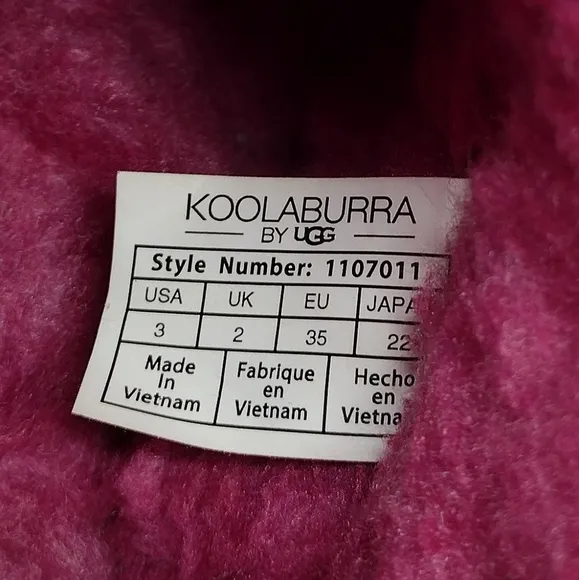 KOOLABURRA
BY UGG
Style Number: 1107011
USA UK EU
3 2 35
Made In Vietnam
Fabrique en Vietnam
Hecho en